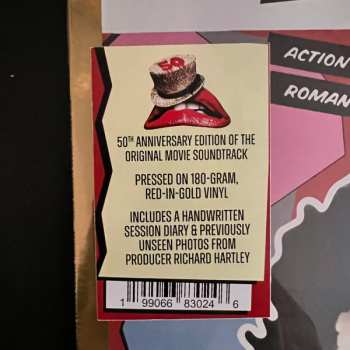 50
ACTION
ROMAN
50TH ANNIVERSARY EDITION OF THE
ORIGINAL MOVIE SOUNDTRACK
PRESSED ON 180-GRAM,
RED-IN-GOLD VINYL
INCLUDES A HANDWRITTEN
SESSION DIARY & PREVIOUSLY
UNSEEN PHOTOS FROM
PRODUCER RICHARD HARTLEY
1 99066 83024 6